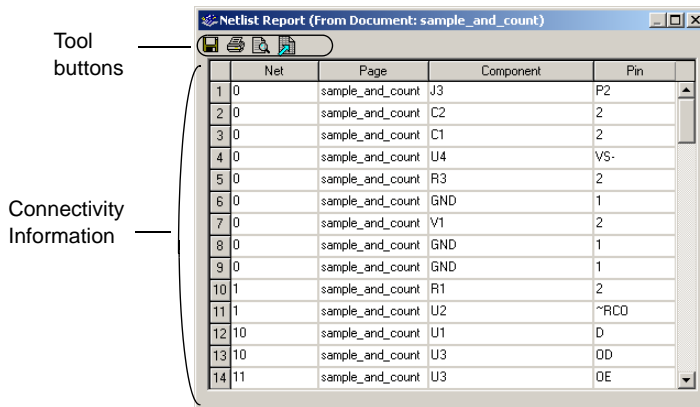 Netlist Report (From Document: sample_and_count)
Tool
buttons
Net Page Component Pin
1 0 sample_and_count J3 P2
2 0 sample_and_count C2 2
3 0 sample_and_count C1 2
4 0 sample_and_count U4 VS-
5 0 sample_and_count R3 2
6 0 sample_and_count GND 1
7 0 sample_and_count V1 2
8 0 sample_and_count GND 1
9 0 sample_and_count GND 1
10 1 sample_and_count R1 2
11 1 sample_and_count U2 ~RCO
12 10 sample_and_count U1 D
13 10 sample_and_count U3 OD
14 11 sample_and_count U3 OE
Connectivity
Information